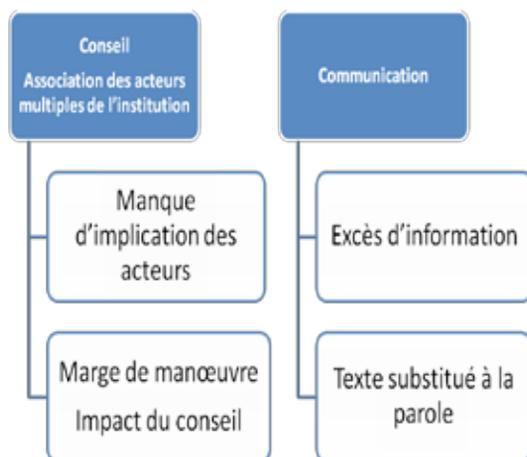 Conseil
Association des acteurs
multiples de l'institution
Manque
d'implication des
acteurs
Marge de manœuvre
Impact du conseil
Communication
Excès d'information
Texte substitué à la
parole